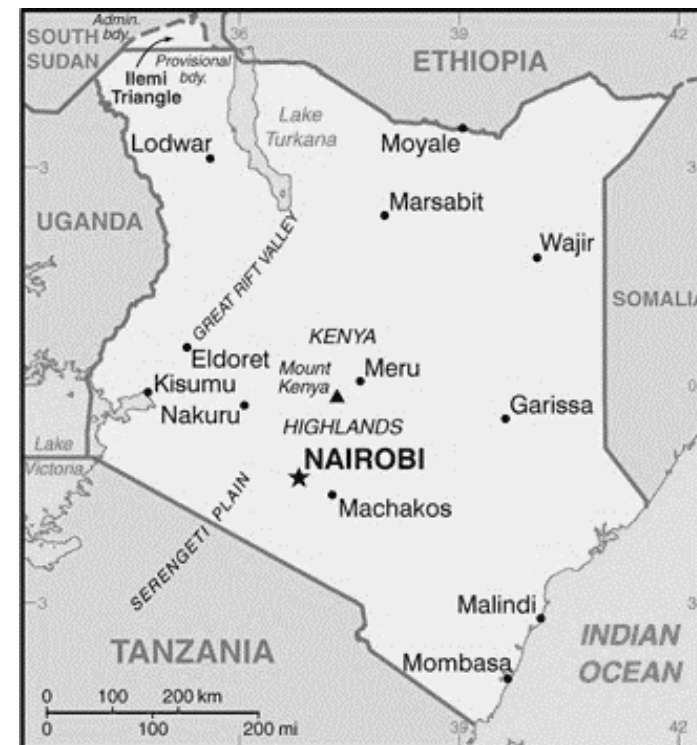 Admin.
bdy.
36
39
42
SOUTH
SUDAN
Provisional
bdy.
ETHIOPIA
Ilemi
Triangle
Lake
Turkana
Lodwar
Moyale
3
Marsabit
UGANDA
Wajir
GREAT RIFT VALLEY
SOMALIA
KENYA
Eldoret
Mount
Kenya
Meru
Kisumu
0
Nakuru
Garissa
HIGHLANDS
Lake
Victoria
NAIROBI
Machakos
SERENGETI PLAIN
3
Malindi
3
INDIAN
OCEAN
TANZANIA
Mombasa
0 100 200 km
0 100 200 mi
36
39
42